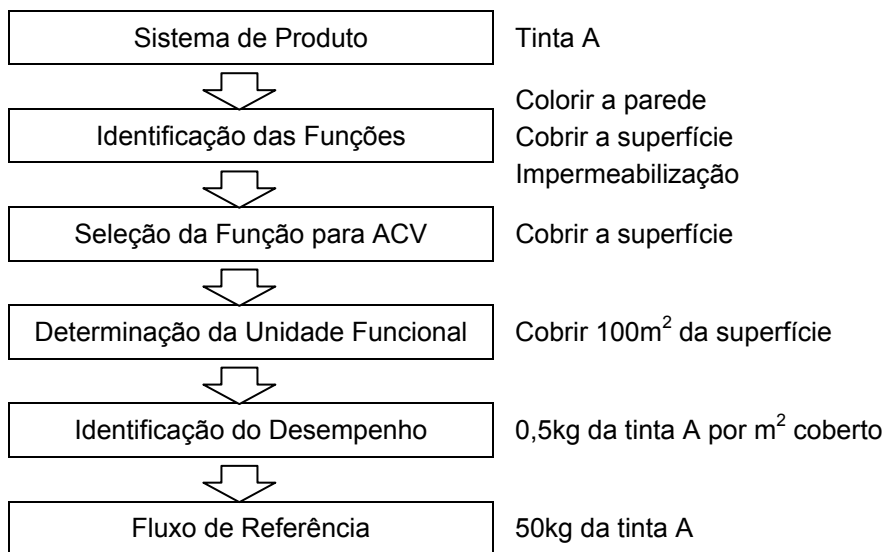 Sistema de Produto
Tinta A
Identificação das Funções
Colorir a parede
Cobrir a superfície
Impermeabilização
Seleção da Função para ACV
Cobrir a superfície
Determinação da Unidade Funcional
Cobrir 100m² da superfície
Identificação do Desempenho
0,5kg da tinta A por m² coberto
Fluxo de Referência
50kg da tinta A